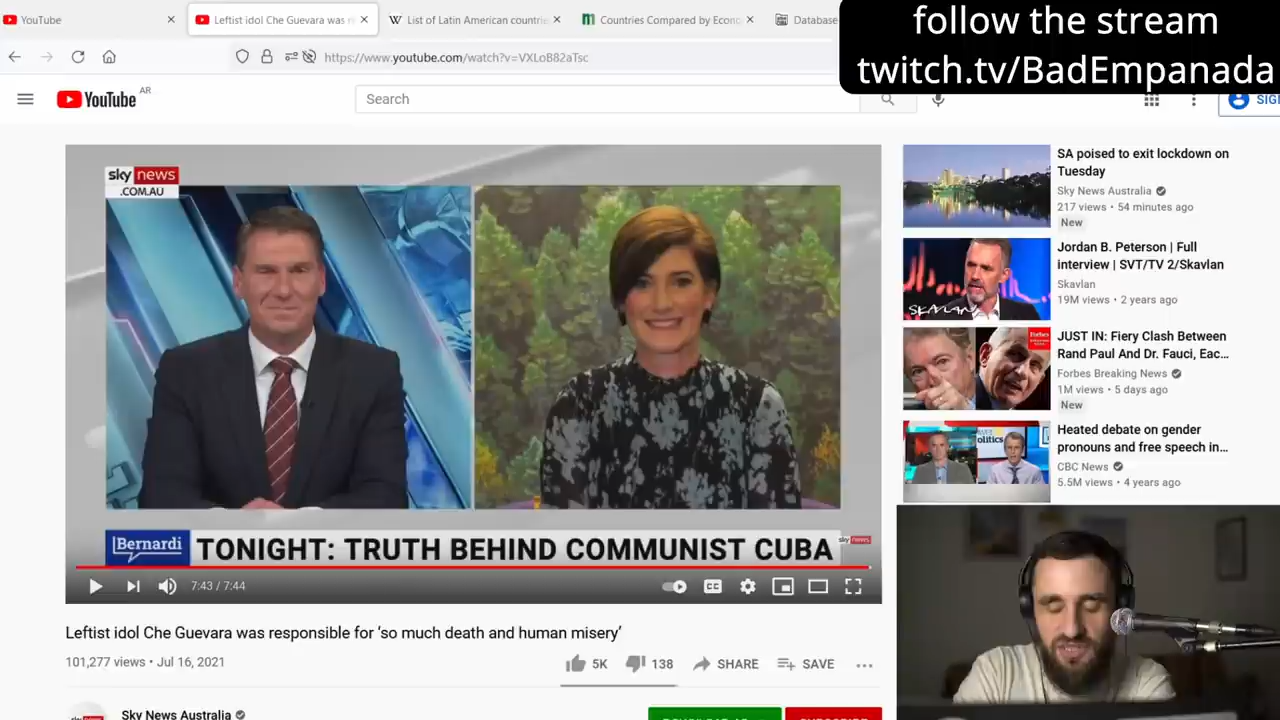 follow the stream
twitch.tv/BadEmpanada
YouTube
Leftist idol Che Guevara was r
List of Latin American countrie
Countries Compared by Econo
Database
https://www.youtube.com/watch?v=VXLoB82aTsc
YouTube AR
Search
SIG
sky news
.COM.AU
Bernardi
TONIGHT: TRUTH BEHIND COMMUNIST CUBA
sky news
7:43 / 7:44
CC
Leftist idol Che Guevara was responsible for ‘so much death and human misery’
101,277 views • Jul 16, 2021
5K
138
SHARE
SAVE
Sky News Australia
SA poised to exit lockdown on
Tuesday
Sky News Australia
217 views • 54 minutes ago
New
Jordan B. Peterson | Full
interview | SVT/TV 2/Skavlan
Skavlan
19M views • 2 years ago
SKAVLAN
JUST IN: Fiery Clash Between
Rand Paul And Dr. Fauci, Eac...
Forbes Breaking News
1M views • 5 days ago
New
Forbes
Heated debate on gender
pronouns and free speech in...
CBC News
5.5M views • 4 years ago